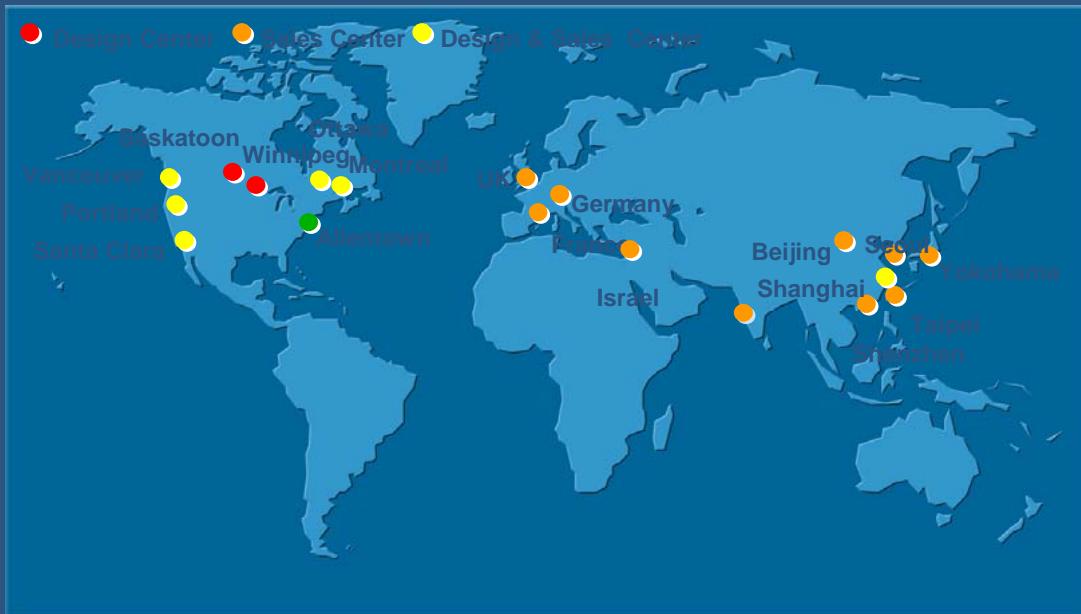 Design Center
Sales Center
Design & Sales Center
Ottawa
Saskatoon
Winnipeg
Montreal
Vancouver
UK
Germany
Portland
Allentown
Santa Clara
France
Beijing
Seoul
Yokohama
Shanghai
Israel
Taipei
Shenzhen